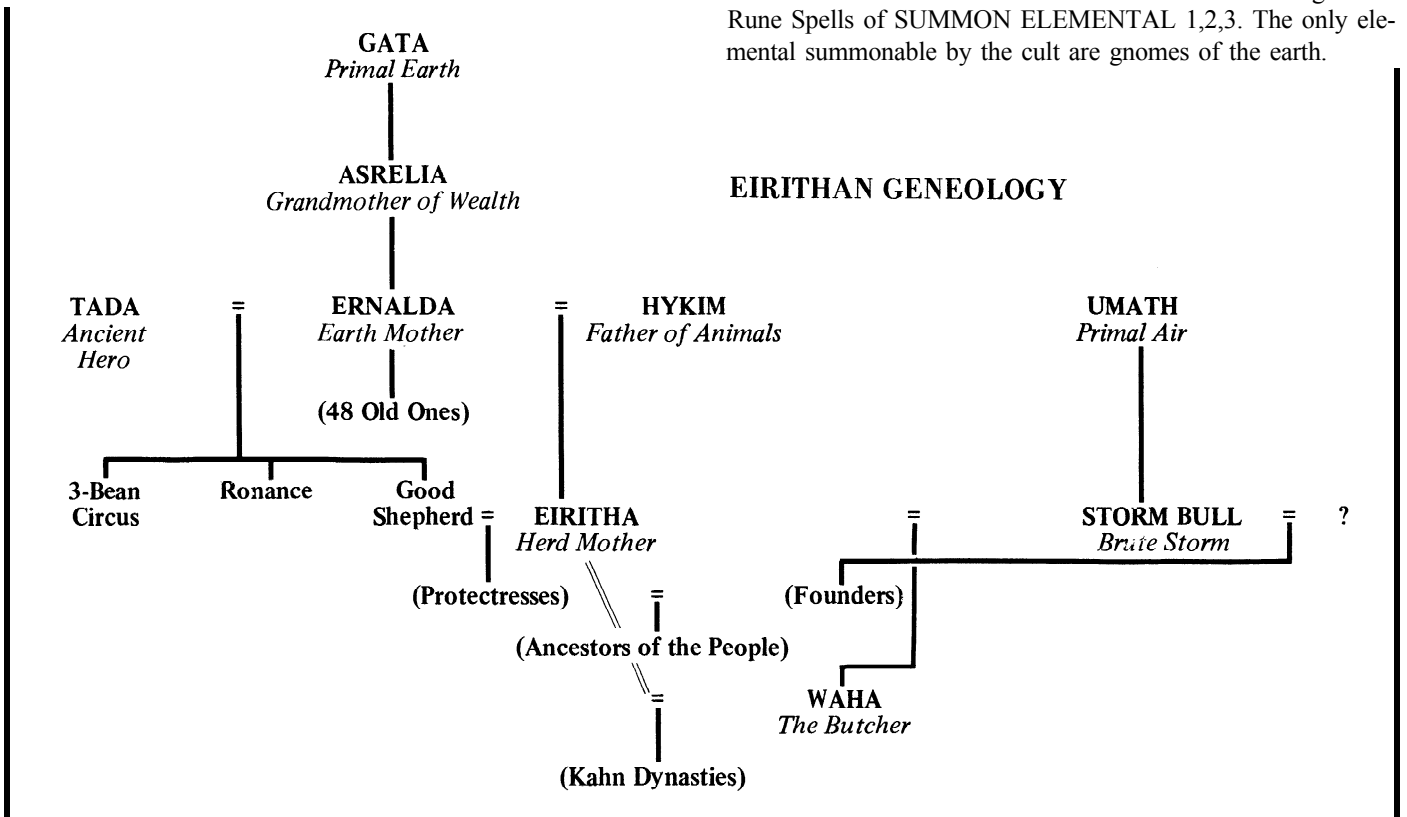 Rune Spells of SUMMON ELEMENTAL 1,2,3. The only ele-
mental summonable by the cult are gnomes of the earth.
EIRITHAN GENEOLOGY
GATA
Primal Earth
ASRELIA
Grandmother of Wealth
TADA
Ancient
Hero
=
ERNALDA
Earth Mother
=
HYKIM
Father of Animals
UMATH
Primal Air
(48 Old Ones)
3-Bean
Circus
Ronance
Good
Shepherd =
EIRITHA
Herd Mother
=
STORM BULL
Brute Storm
=
?
(Protectresses)
=
(Founders)
(Ancestors of the People)
=
WAHA
The Butcher
(Kahn Dynasties)